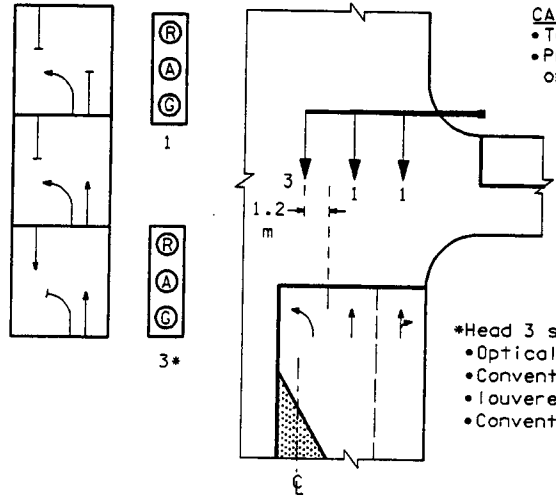 CA
• T
• P
o
R
A
G
1
3
1
1
1.2
m
R
A
G
3*
*Head 3 s
• Optical
• Convent
• louvere
• Convent
℄